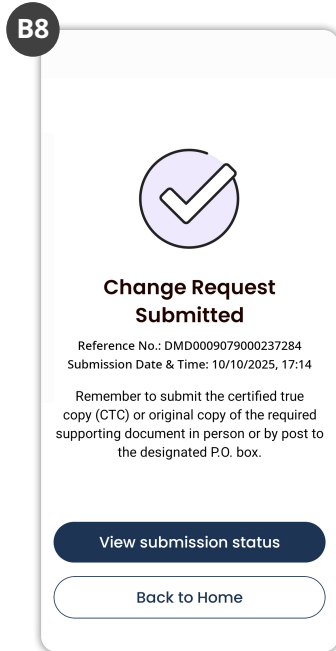 B8
Change Request
Submitted
Reference No.: DMD0009079000237284
Submission Date & Time: 10/10/2025, 17:14
Remember to submit the certified true
copy (CTC) or original copy of the required
supporting document in person or by post to
the designated P.O. box.
View submission status
Back to Home